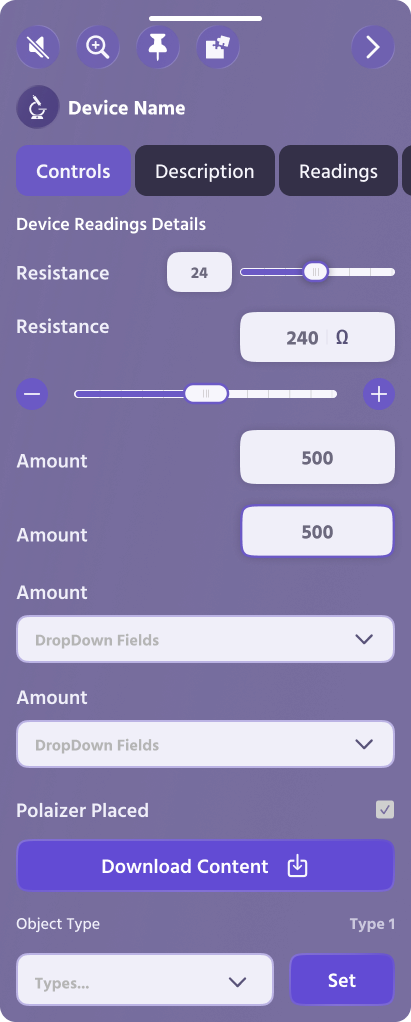 Device Name
Controls Description Readings
Device Readings Details
Resistance 24
Resistance 240 Ω
Amount 500
Amount 500
Amount
DropDown Fields
Amount
DropDown Fields
Polaizer Placed
Download Content
Object Type Type 1
Types... Set